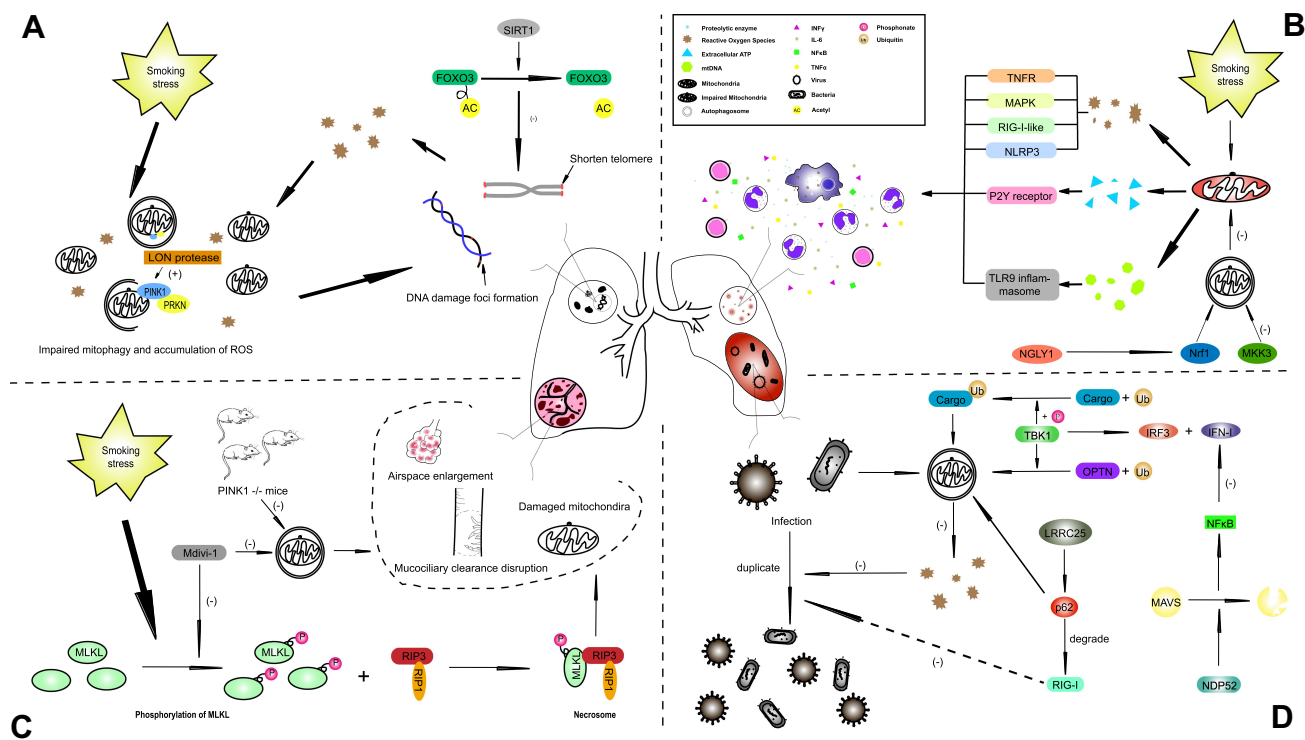 A
Smoking
stress
SIRT1
(-)
FOXO3
FOXO3
AC
AC
(-)
Shorten telomere
LON protease
(+)
PINK1
PRKN
DNA damage foci formation
Impaired mitophagy and accumulation of ROS
Proteolytic enzyme
Reactive Oxygen Species
Extracellular ATP
mtDNA
Mitochondria
Impaired Mitochondria
Autophagosome
INFγ
IL-6
NFκB
TNFα
Virus
Bacteria
AC
Acetyl
P
Phosphonate
Ub
Ubiquitin
B
Smoking
stress
TNFR
MAPK
RIG-I-like
NLRP3
P2Y receptor
TLR9 inflam-
masome
(-)
(-)
NGLY1
Nrf1
MKK3
Smoking
stress
PINK1 -/- mice
(-)
Mdivi-1
(-)
(-)
Airspace enlargement
Damaged mitochondira
Mucociliary clearance disruption
MLKL
MLKL
P
P
P
+
RIP3
RIP1
P
MLKL
RIP3
RIP1
Phosphorylation of MLKL
Necrosome
C
Cargo
Ub
Cargo
+
Ub
+
P
TBK1
IRF3
+
IFN-I
OPTN
+
Ub
(-)
Infection
duplicate
(-)
(-)
LRRC25
NFκB
p62
MAVS
degrade
(-)
RIG-I
NDP52
D